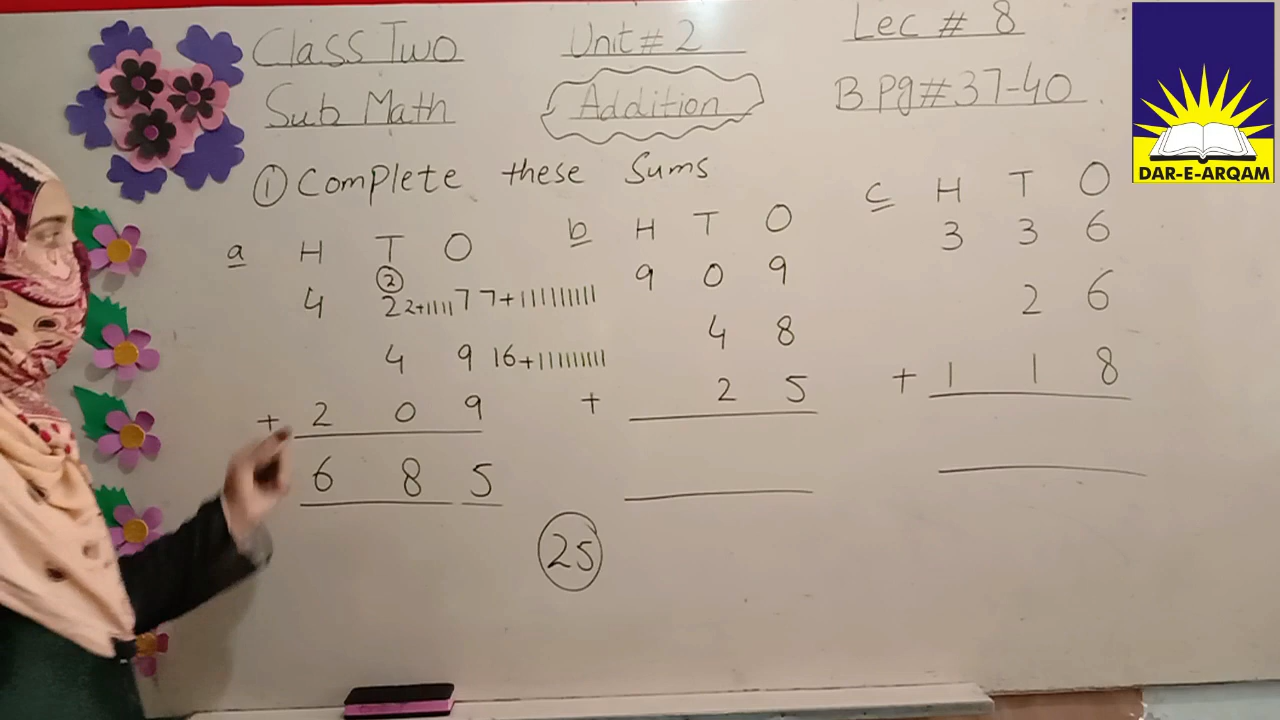 Class Two Unit # 2 Lec # 8
Sub Math Addition B Pg# 37-40
DAR-E-ARQAM
① Complete these Sums
a H T O
②
4 2 2+|||| 7 7+|||||||||
4 9 16+|||||||||
+ 2 0 9
6 8 5
25
b H T O
9 0 9
4 8
+ 2 5
c H T O
3 3 6
2 6
+ 1 1 8